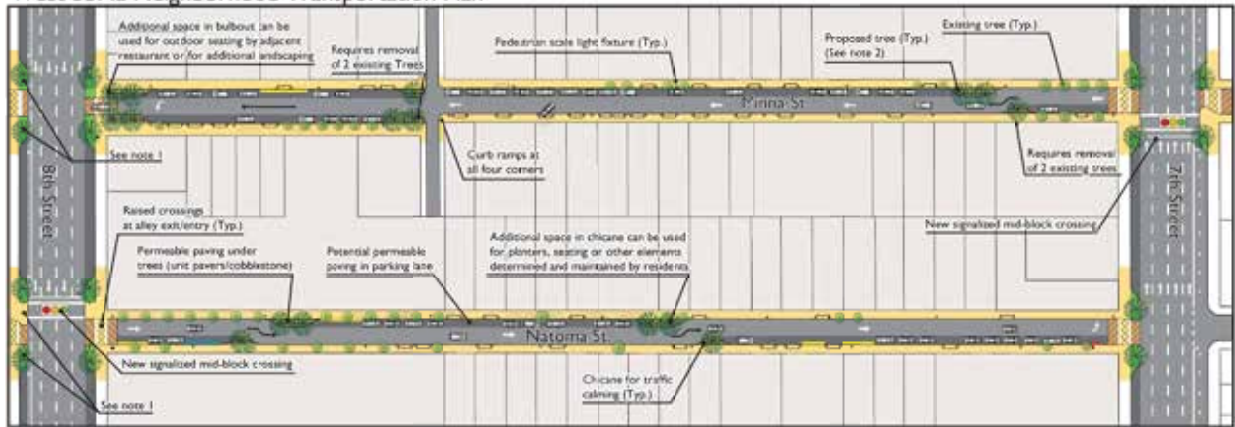 Additional space in bulbout can be
used for outdoor seating by adjacent
restaurant or for additional landscaping
Requires removal
of 2 existing Trees
Pedestrian scale light fixture (Typ.)
Proposed tree (Typ.)
(See note 2)
Existing tree (Typ.)
Minna St.
See note 1
Curb ramps at
all four corners
Requires removal
of 2 existing trees
8th Street
7th Street
Raised crossings
at alley exit/entry (Typ.)
New signalized mid-block crossing
Permeable paving under
trees (unit pavers/cobblestone)
Potential permeable
paving in parking lane
Additional space in chicane can be used
for planters, seating or other elements
determined and maintained by residents
Natoma St.
New signalized mid-block crossing
Chicane for traffic
calming (Typ.)
See note 1